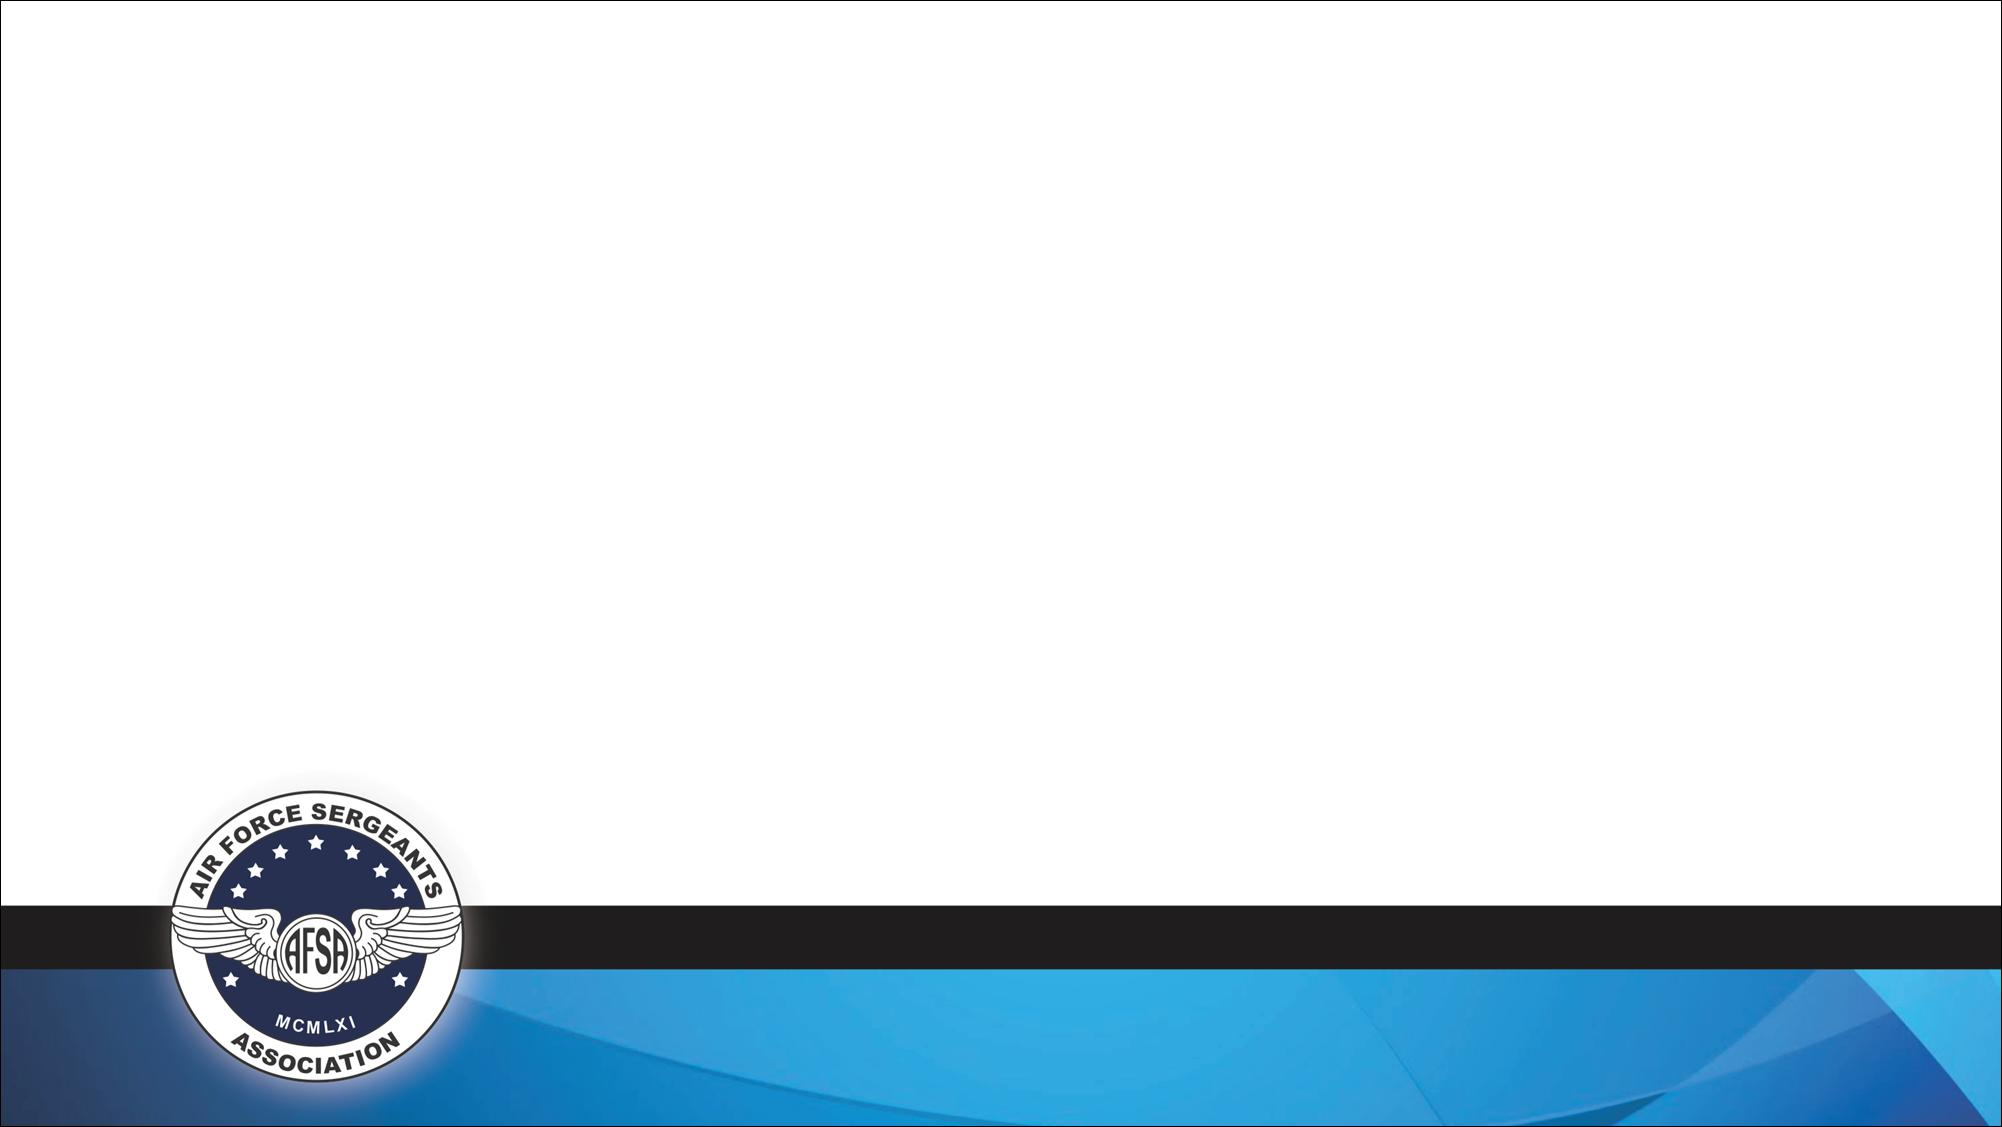 AIR FORCE SERGEANTS
AFSA
MCMLXI
ASSOCIATION